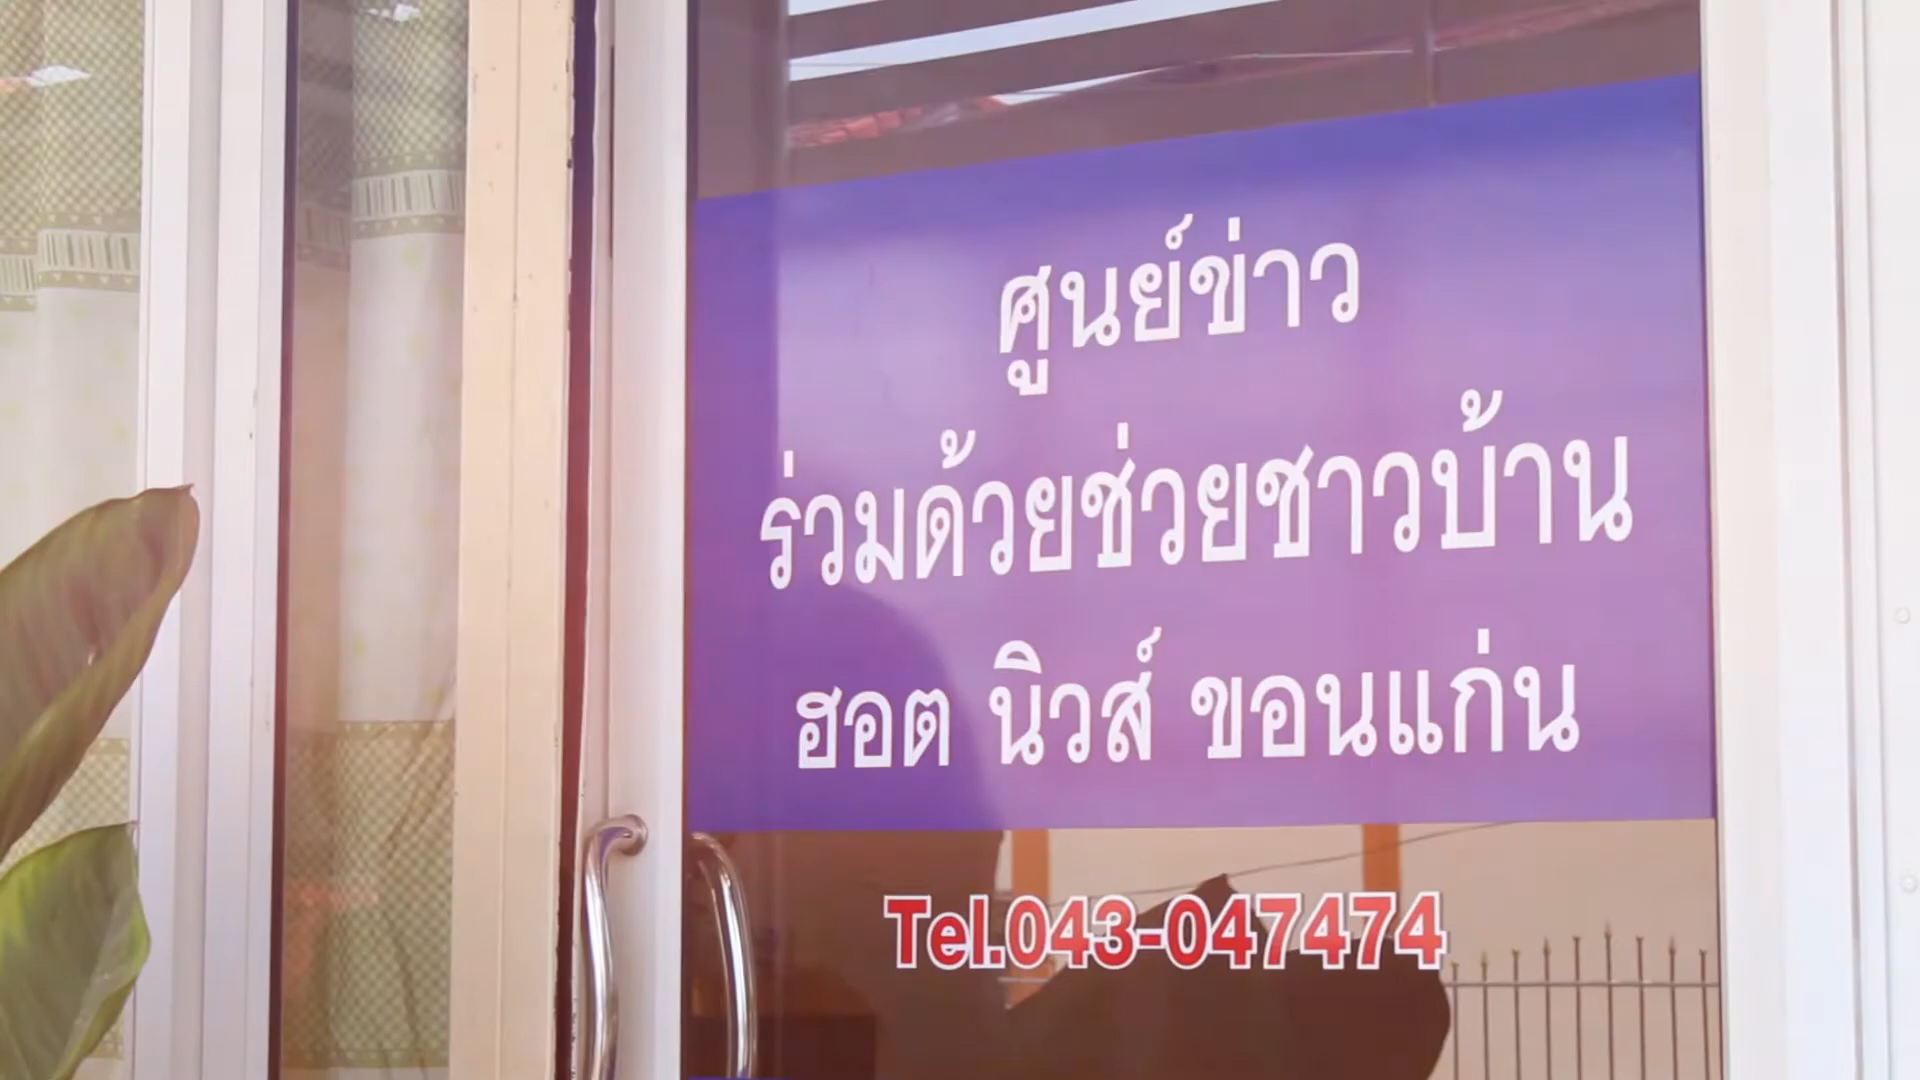 ศูนย์ข่าว
ร่วมด้วยช่วยชาวบ้าน
ฮอต นิวส์ ขอนแก่น
Tel.043-047474